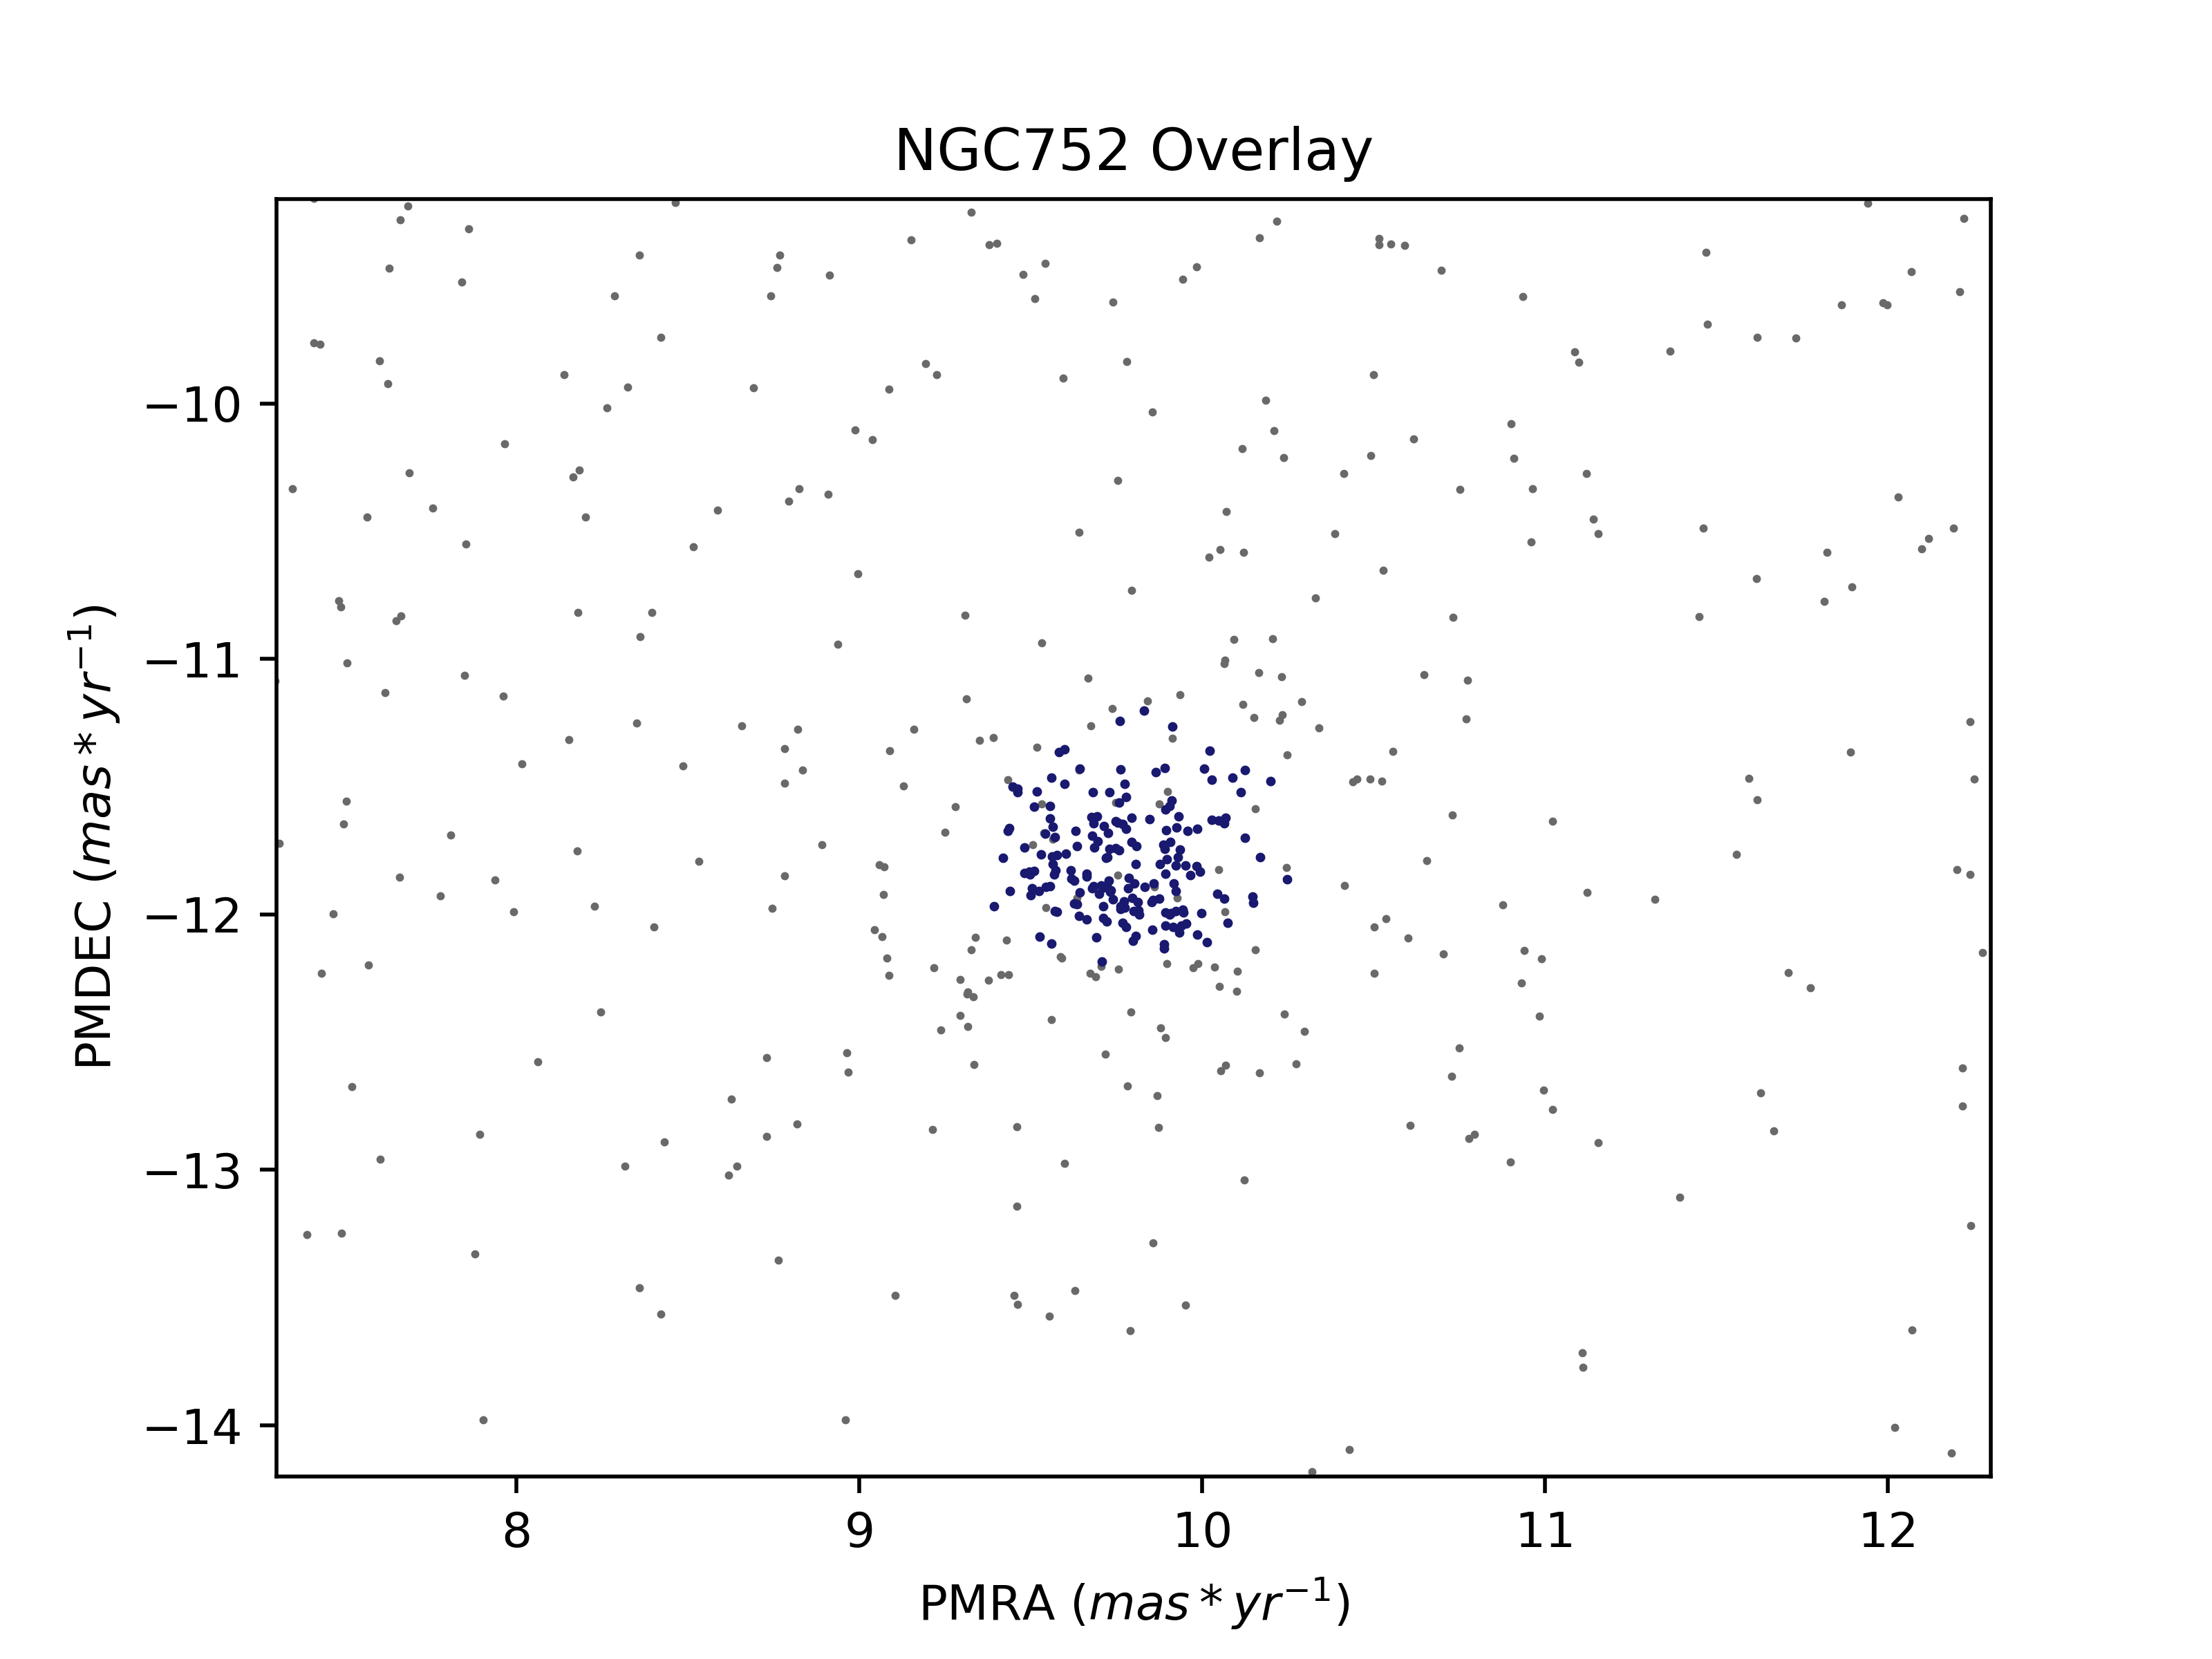 NGC752 Overlay
PMDEC (mas * yr⁻¹)
−10
−11
−12
−13
−14
8 9 10 11 12
PMRA (mas * yr⁻¹)